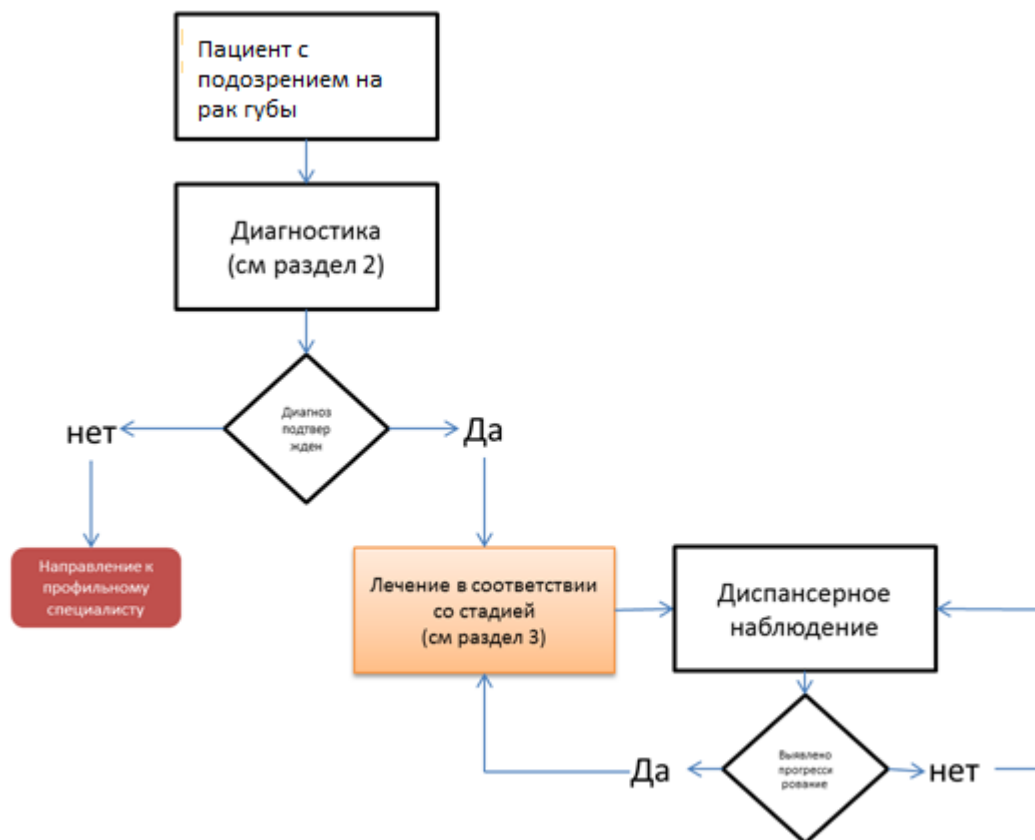 Пациент с
подозрением на
рак губы
Диагностика
(см раздел 2)
Диагноз
подтвер
жден
нет
Да
Направление к
профильному
специалисту
Лечение в соответствии
со стадией
(см раздел 3)
Диспансерное
наблюдение
Выявлено
прогресси
рование
Да
нет